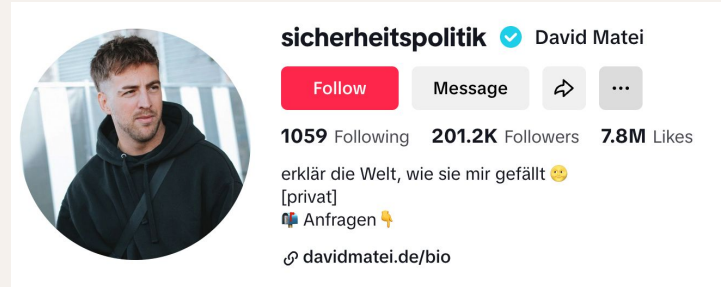 sicherheitspolitik David Matei
Follow Message ...
1059 Following 201.2K Followers 7.8M Likes
erklär die Welt, wie sie mir gefällt 🙂
[privat]
📬 Anfragen👇
davidmatei.de/bio